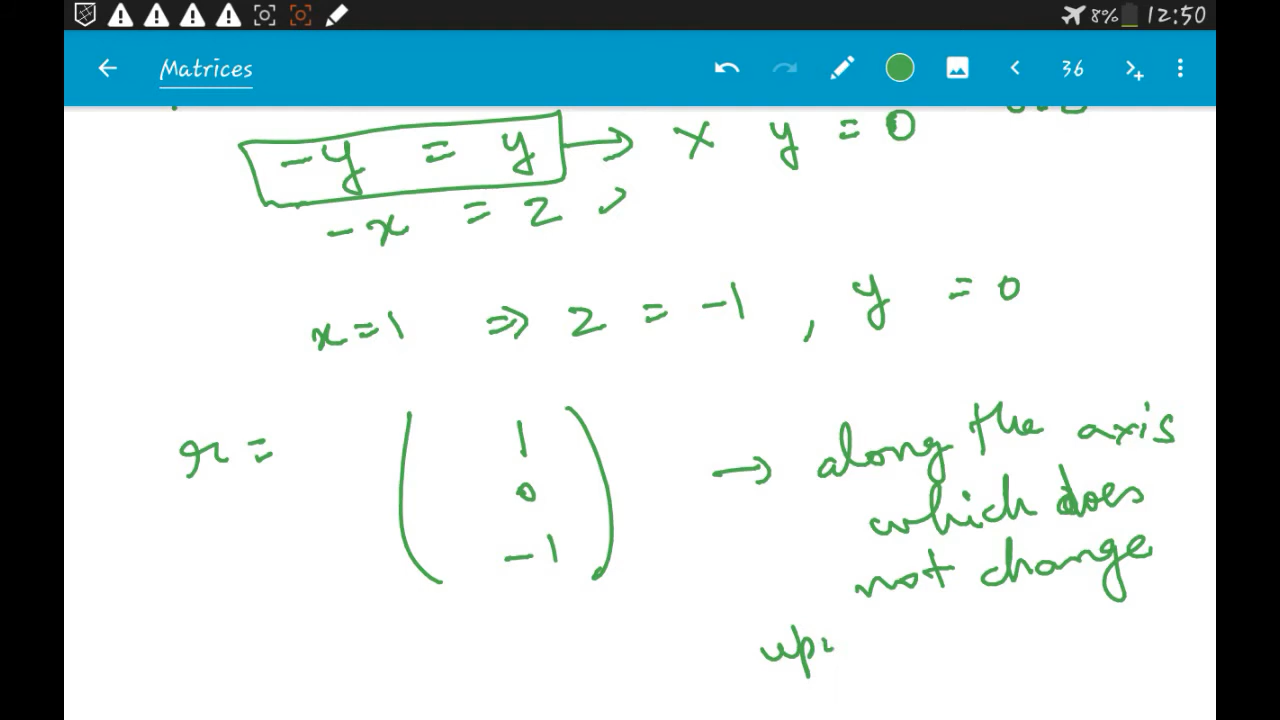 8% 12:50
Matrices
36
-y = y → x y = 0
-x = z
x=1 ⇒ z = -1 , y = 0
r = ( 1 0 -1 ) → along the axis
which does
not change